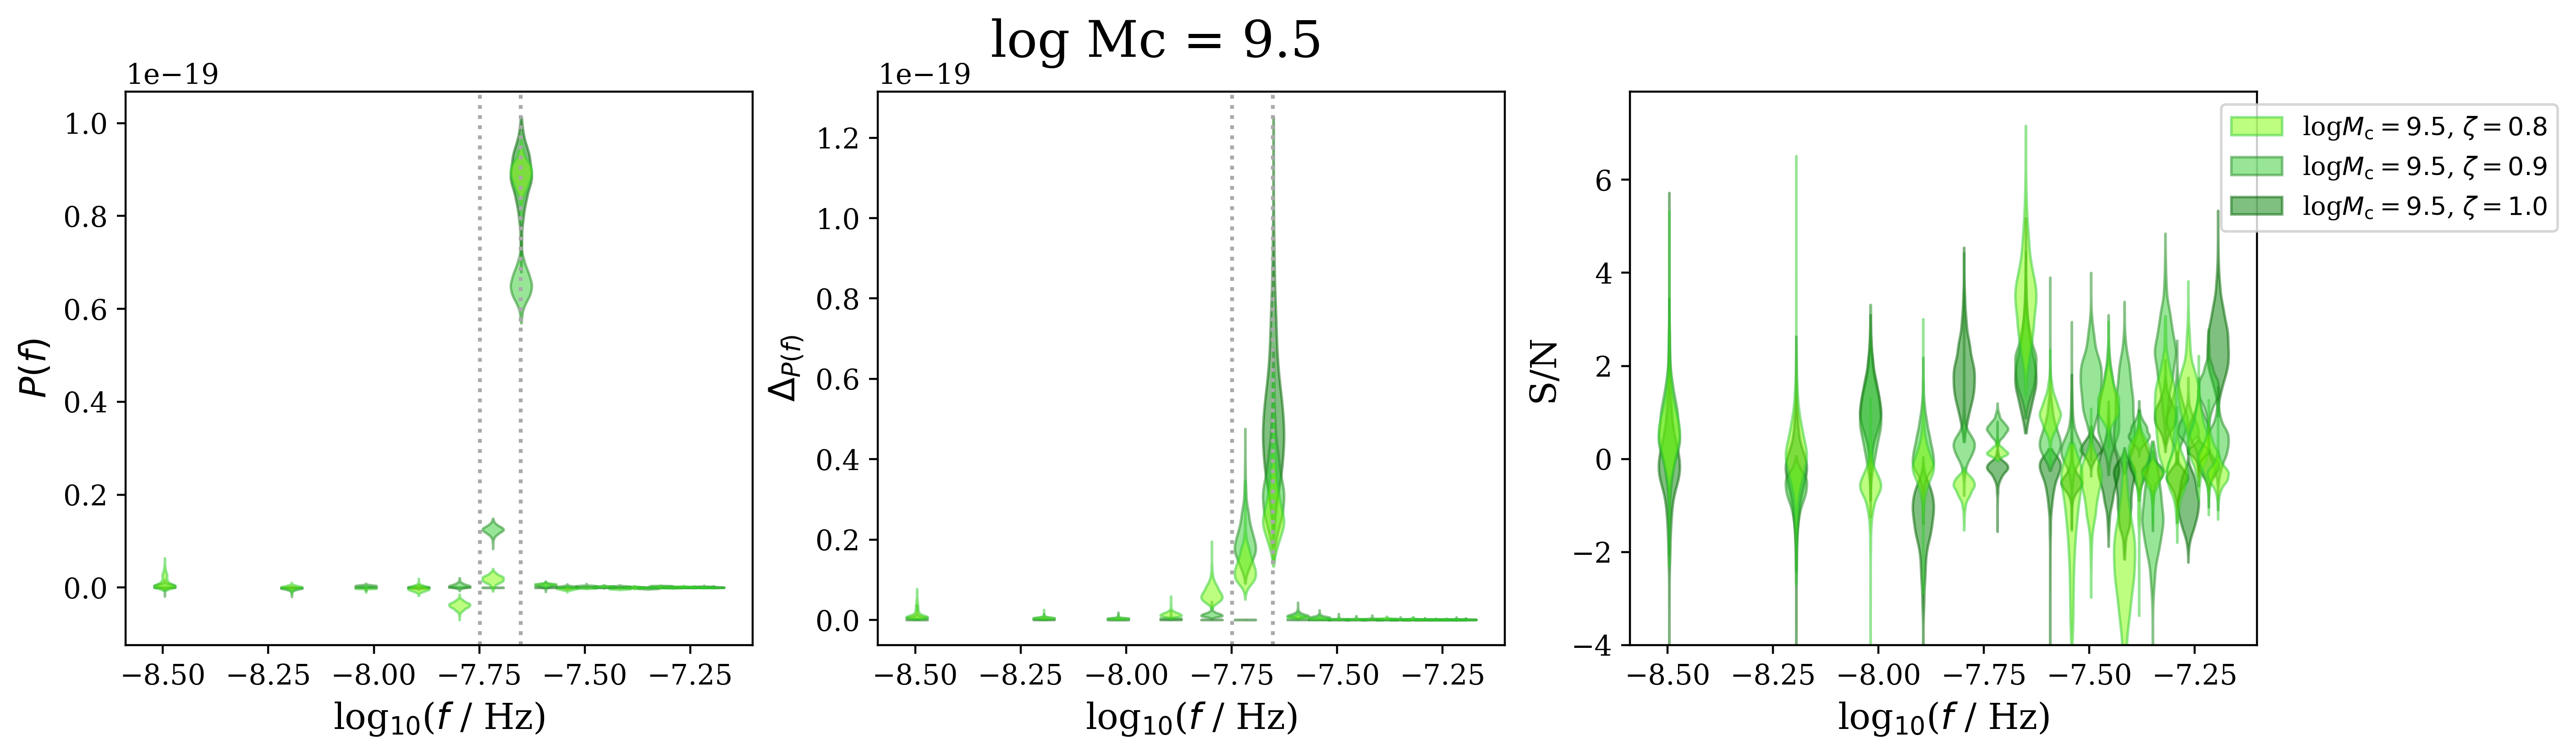 log Mc = 9.5
1e−19
P(f)
1.0
0.8
0.6
0.4
0.2
0.0
−8.50 −8.25 −8.00 −7.75 −7.50 −7.25
log₁₀(f / Hz)
1e−19
Δ_P(f)
1.2
1.0
0.8
0.6
0.4
0.2
0.0
−8.50 −8.25 −8.00 −7.75 −7.50 −7.25
log₁₀(f / Hz)
S/N
6
4
2
0
−2
−4
−8.50 −8.25 −8.00 −7.75 −7.50 −7.25
log₁₀(f / Hz)
logM_c = 9.5, ζ = 0.8
logM_c = 9.5, ζ = 0.9
logM_c = 9.5, ζ = 1.0